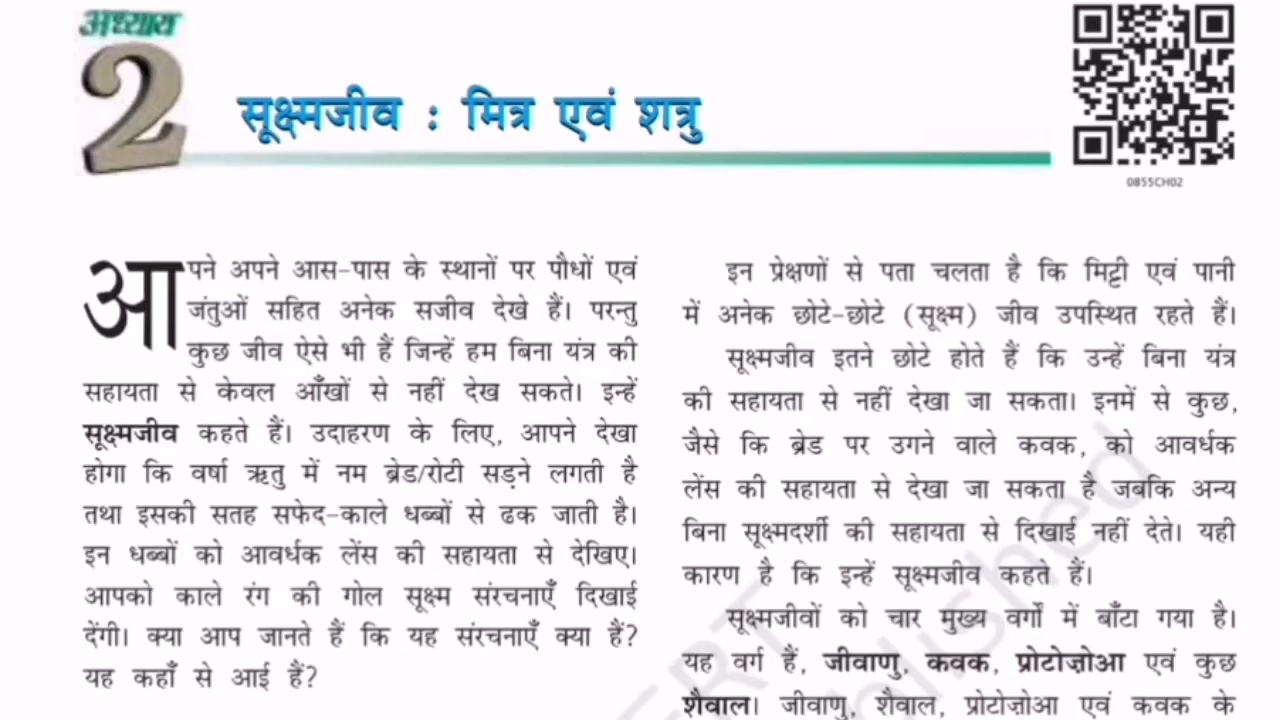 अध्याय
2
सूक्ष्मजीव : मित्र एवं शत्रु
0855CH02
आपने अपने आस-पास के स्थानों पर पौधों एवं
जंतुओं सहित अनेक सजीव देखे हैं। परन्तु
कुछ जीव ऐसे भी हैं जिन्हें हम बिना यंत्र की
सहायता से केवल आँखों से नहीं देख सकते। इन्हें
सूक्ष्मजीव कहते हैं। उदाहरण के लिए, आपने देखा
होगा कि वर्षा ऋतु में नम ब्रेड/रोटी सड़ने लगती है
तथा इसकी सतह सफेद-काले धब्बों से ढक जाती है।
इन धब्बों को आवर्धक लेंस की सहायता से देखिए।
आपको काले रंग की गोल सूक्ष्म संरचनाएँ दिखाई
देंगी। क्या आप जानते हैं कि यह संरचनाएँ क्या हैं?
यह कहाँ से आई हैं?
इन प्रेक्षणों से पता चलता है कि मिट्टी एवं पानी
में अनेक छोटे-छोटे (सूक्ष्म) जीव उपस्थित रहते हैं।
सूक्ष्मजीव इतने छोटे होते हैं कि उन्हें बिना यंत्र
की सहायता से नहीं देखा जा सकता। इनमें से कुछ,
जैसे कि ब्रेड पर उगने वाले कवक, को आवर्धक
लेंस की सहायता से देखा जा सकता है जबकि अन्य
बिना सूक्ष्मदर्शी की सहायता से दिखाई नहीं देते। यही
कारण है कि इन्हें सूक्ष्मजीव कहते हैं।
सूक्ष्मजीवों को चार मुख्य वर्गों में बाँटा गया है।
यह वर्ग हैं, जीवाणु, कवक, प्रोटोज़ोआ एवं कुछ
शैवाल। जीवाणु, शैवाल, प्रोटोज़ोआ एवं कवक के